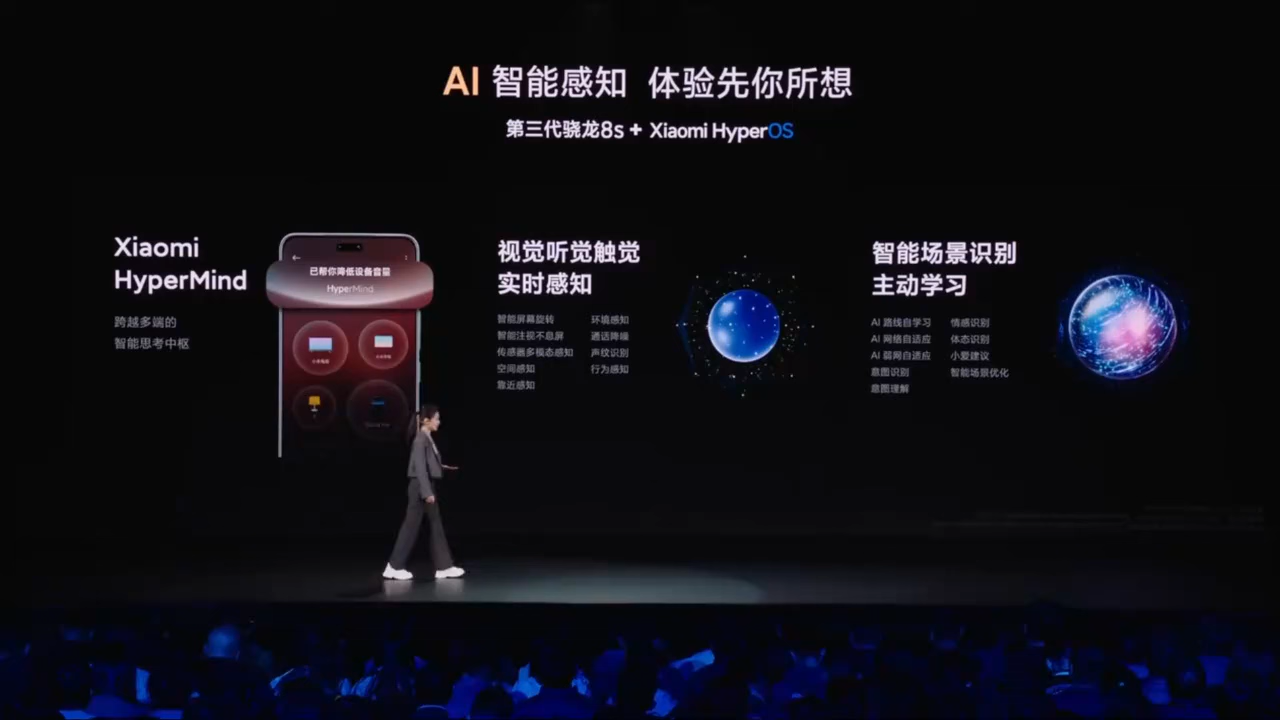 AI 智能感知 体验先你所想
第三代骁龙8s + Xiaomi HyperOS
Xiaomi
HyperMind
跨越多端的
智能思考中枢
已帮你降低设备音量
HyperMind
视觉听觉触觉
实时感知
智能屏幕旋转
智能注视不息屏
传感器多模态感知
空间感知
靠近感知
环境感知
通话降噪
声纹识别
行为感知
智能场景识别
主动学习
AI 路线自学习
AI 网络自适应
AI 弱网自适应
意图识别
意图理解
情感识别
体态识别
小爱建议
智能场景优化